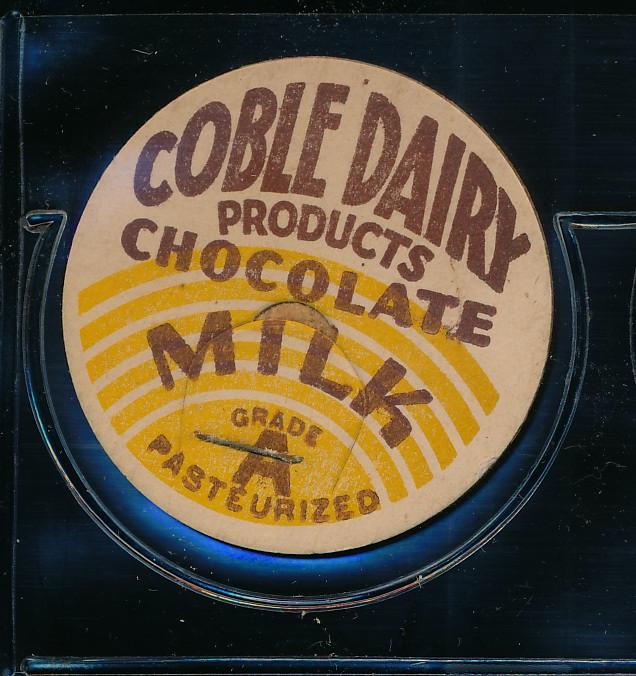 COBLE DAIRY
PRODUCTS
CHOCOLATE
MILK
GRADE
A
PASTEURIZED